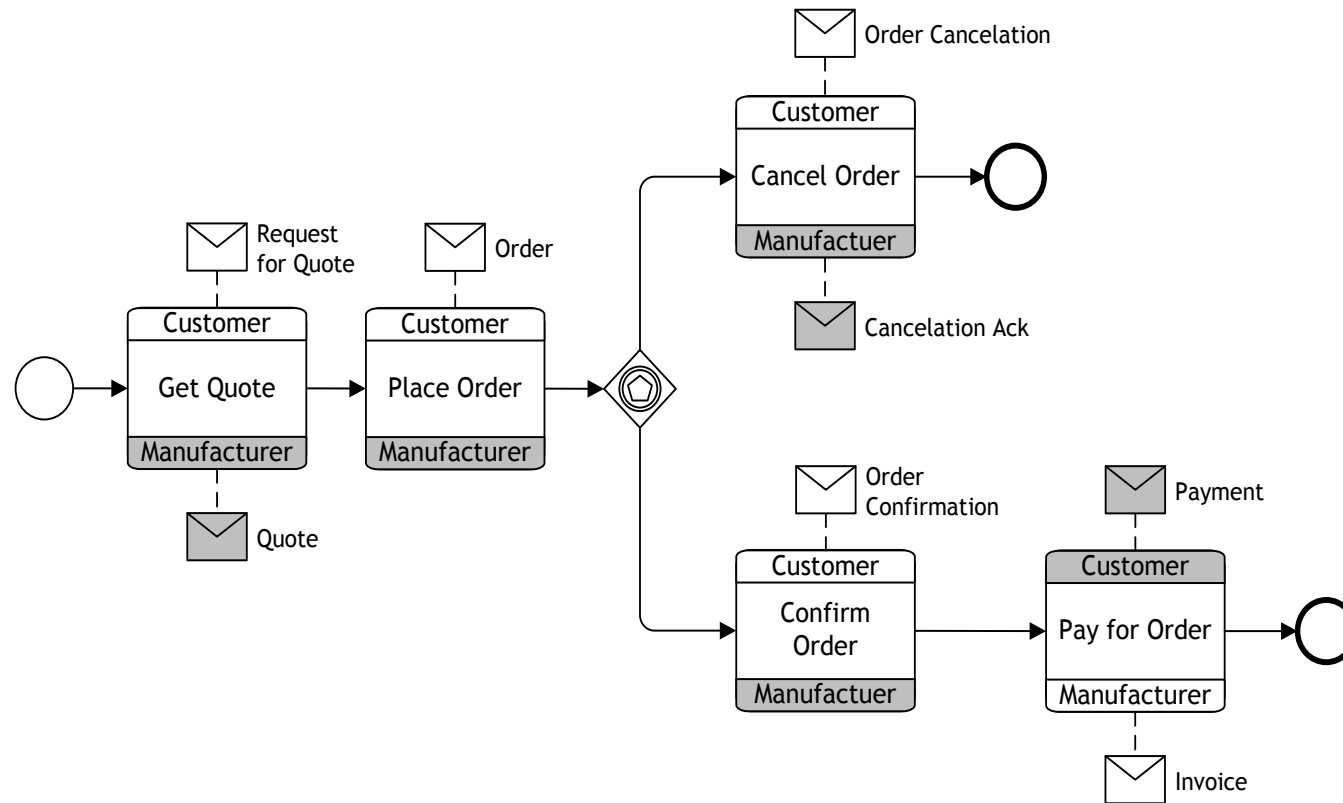 Order Cancelation
Customer
Cancel Order
Manufactuer
Cancelation Ack
Request
for Quote
Customer
Get Quote
Manufacturer
Quote
Order
Customer
Place Order
Manufacturer
Order
Confirmation
Customer
Confirm
Order
Manufactuer
Payment
Customer
Pay for Order
Manufacturer
Invoice